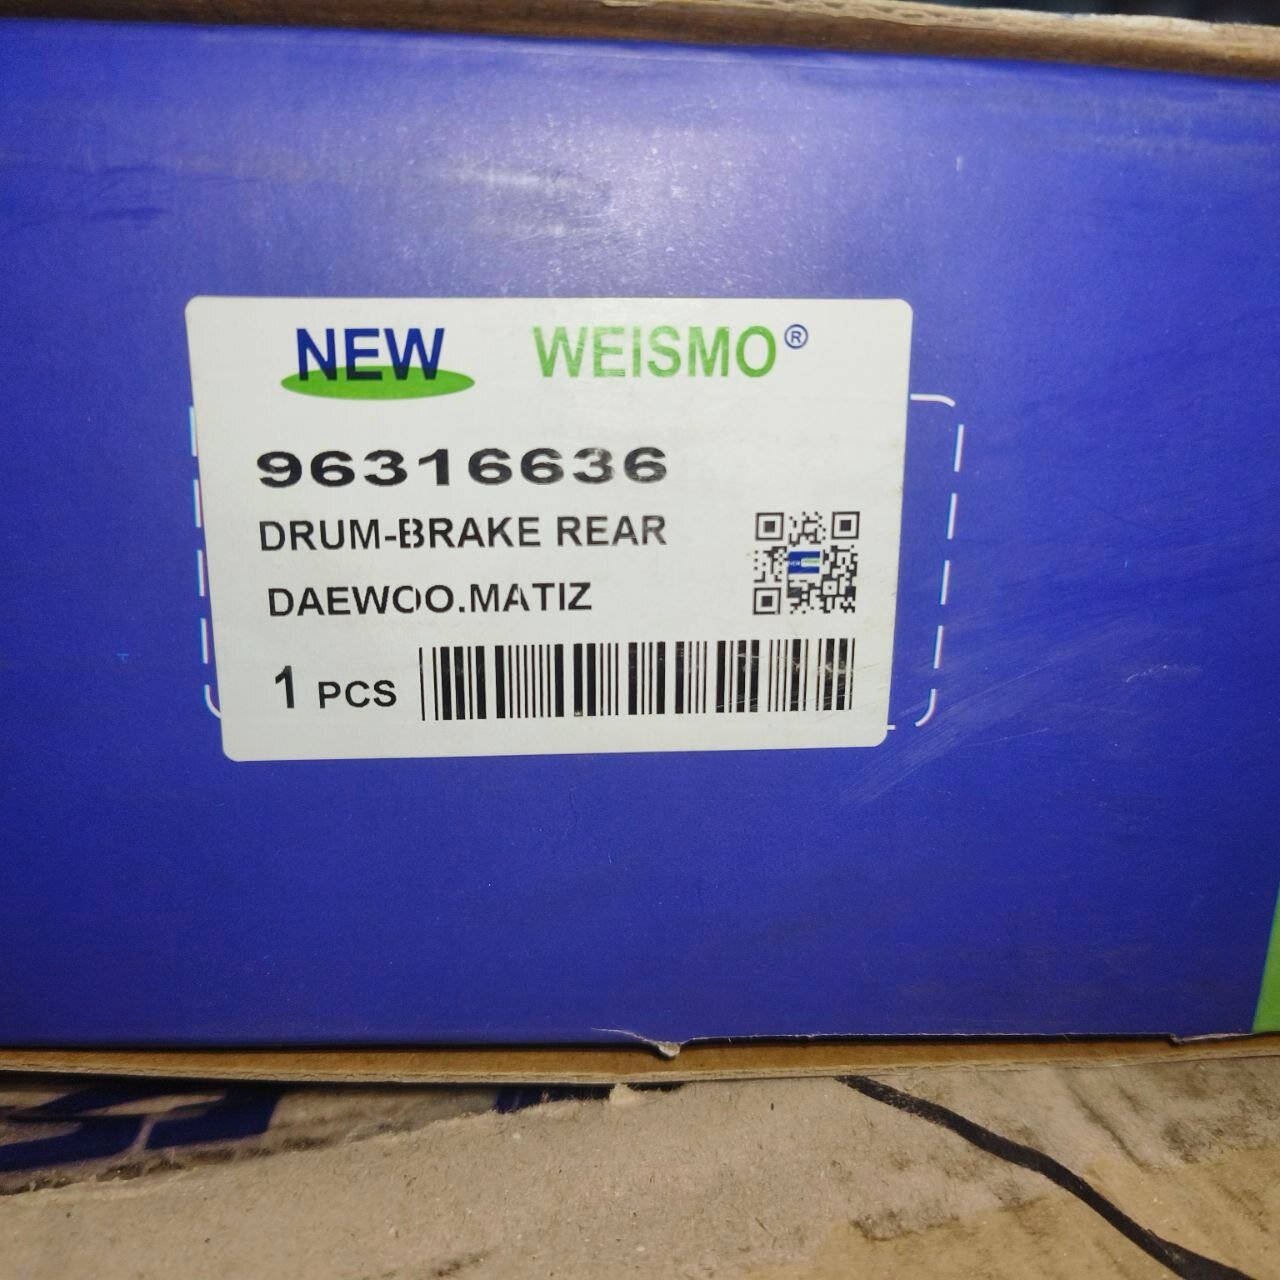 NEW WEISMO®
96316636
DRUM-BRAKE REAR
DAEWOO.MATIZ
1 PCS